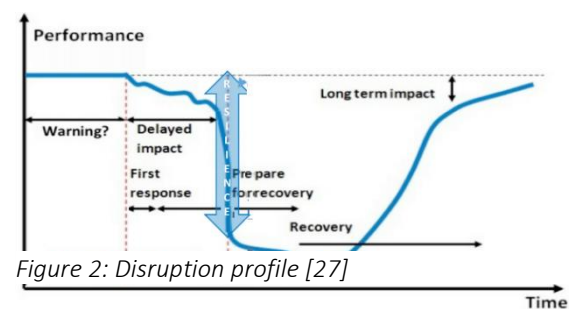 Performance
RESILIENCE
Long term impact
Warning?
Delayed
impact
First
response
Prepare
for recovery
Recovery
Figure 2: Disruption profile [27]
Time